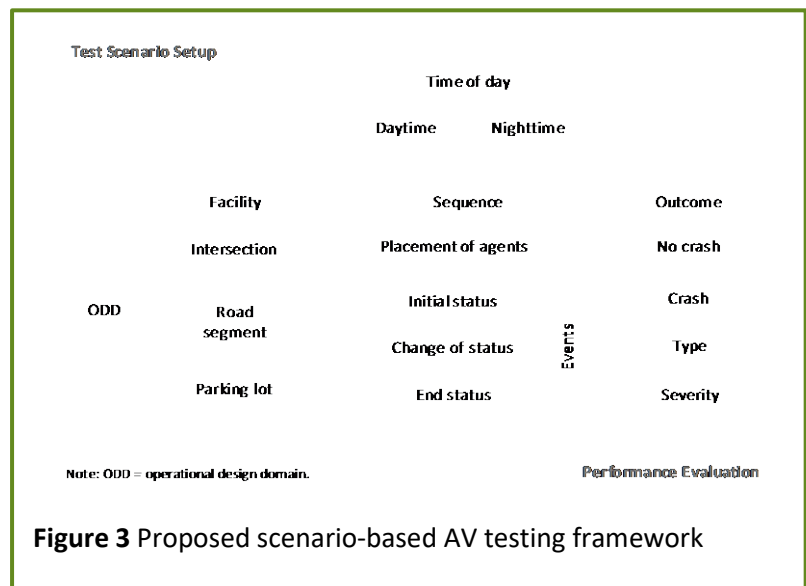 Test Scenario Setup
Time of day
Daytime Nighttime
Facility Sequence Outcome
Intersection Placement of agents No crash
ODD
Road
segment
Initial status
Change of status
Events
Crash
Type
Parking lot End status Severity
Note: ODD = operational design domain.
Performance Evaluation
Figure 3 Proposed scenario-based AV testing framework